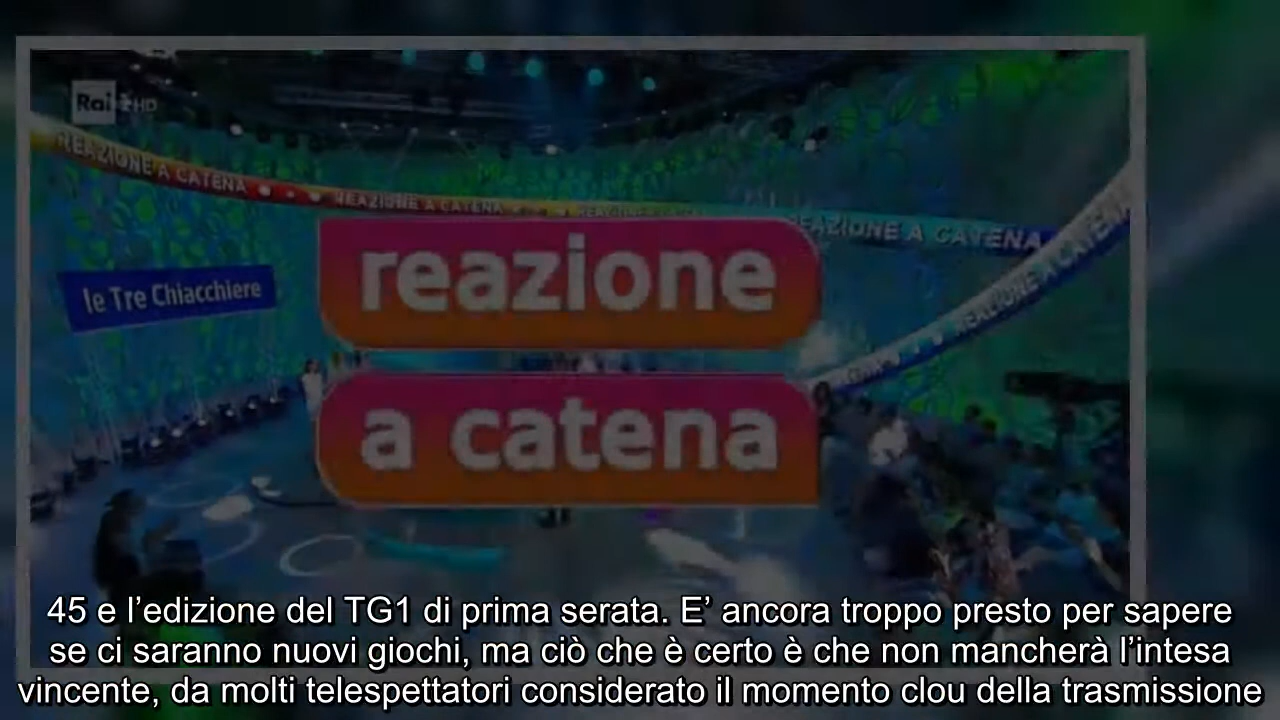 Rai HD
REAZIONE A CATENA
REAZIONE A CATENA
REAZIONE A CATENA
REAZIONE A CATENA
REAZIONE A CATENA
le Tre Chiacchiere
reazione
a catena
45 e l’edizione del TG1 di prima serata. E’ ancora troppo presto per sapere
se ci saranno nuovi giochi, ma ciò che è certo è che non mancherà l’intesa
vincente, da molti telespettatori considerato il momento clou della trasmissione